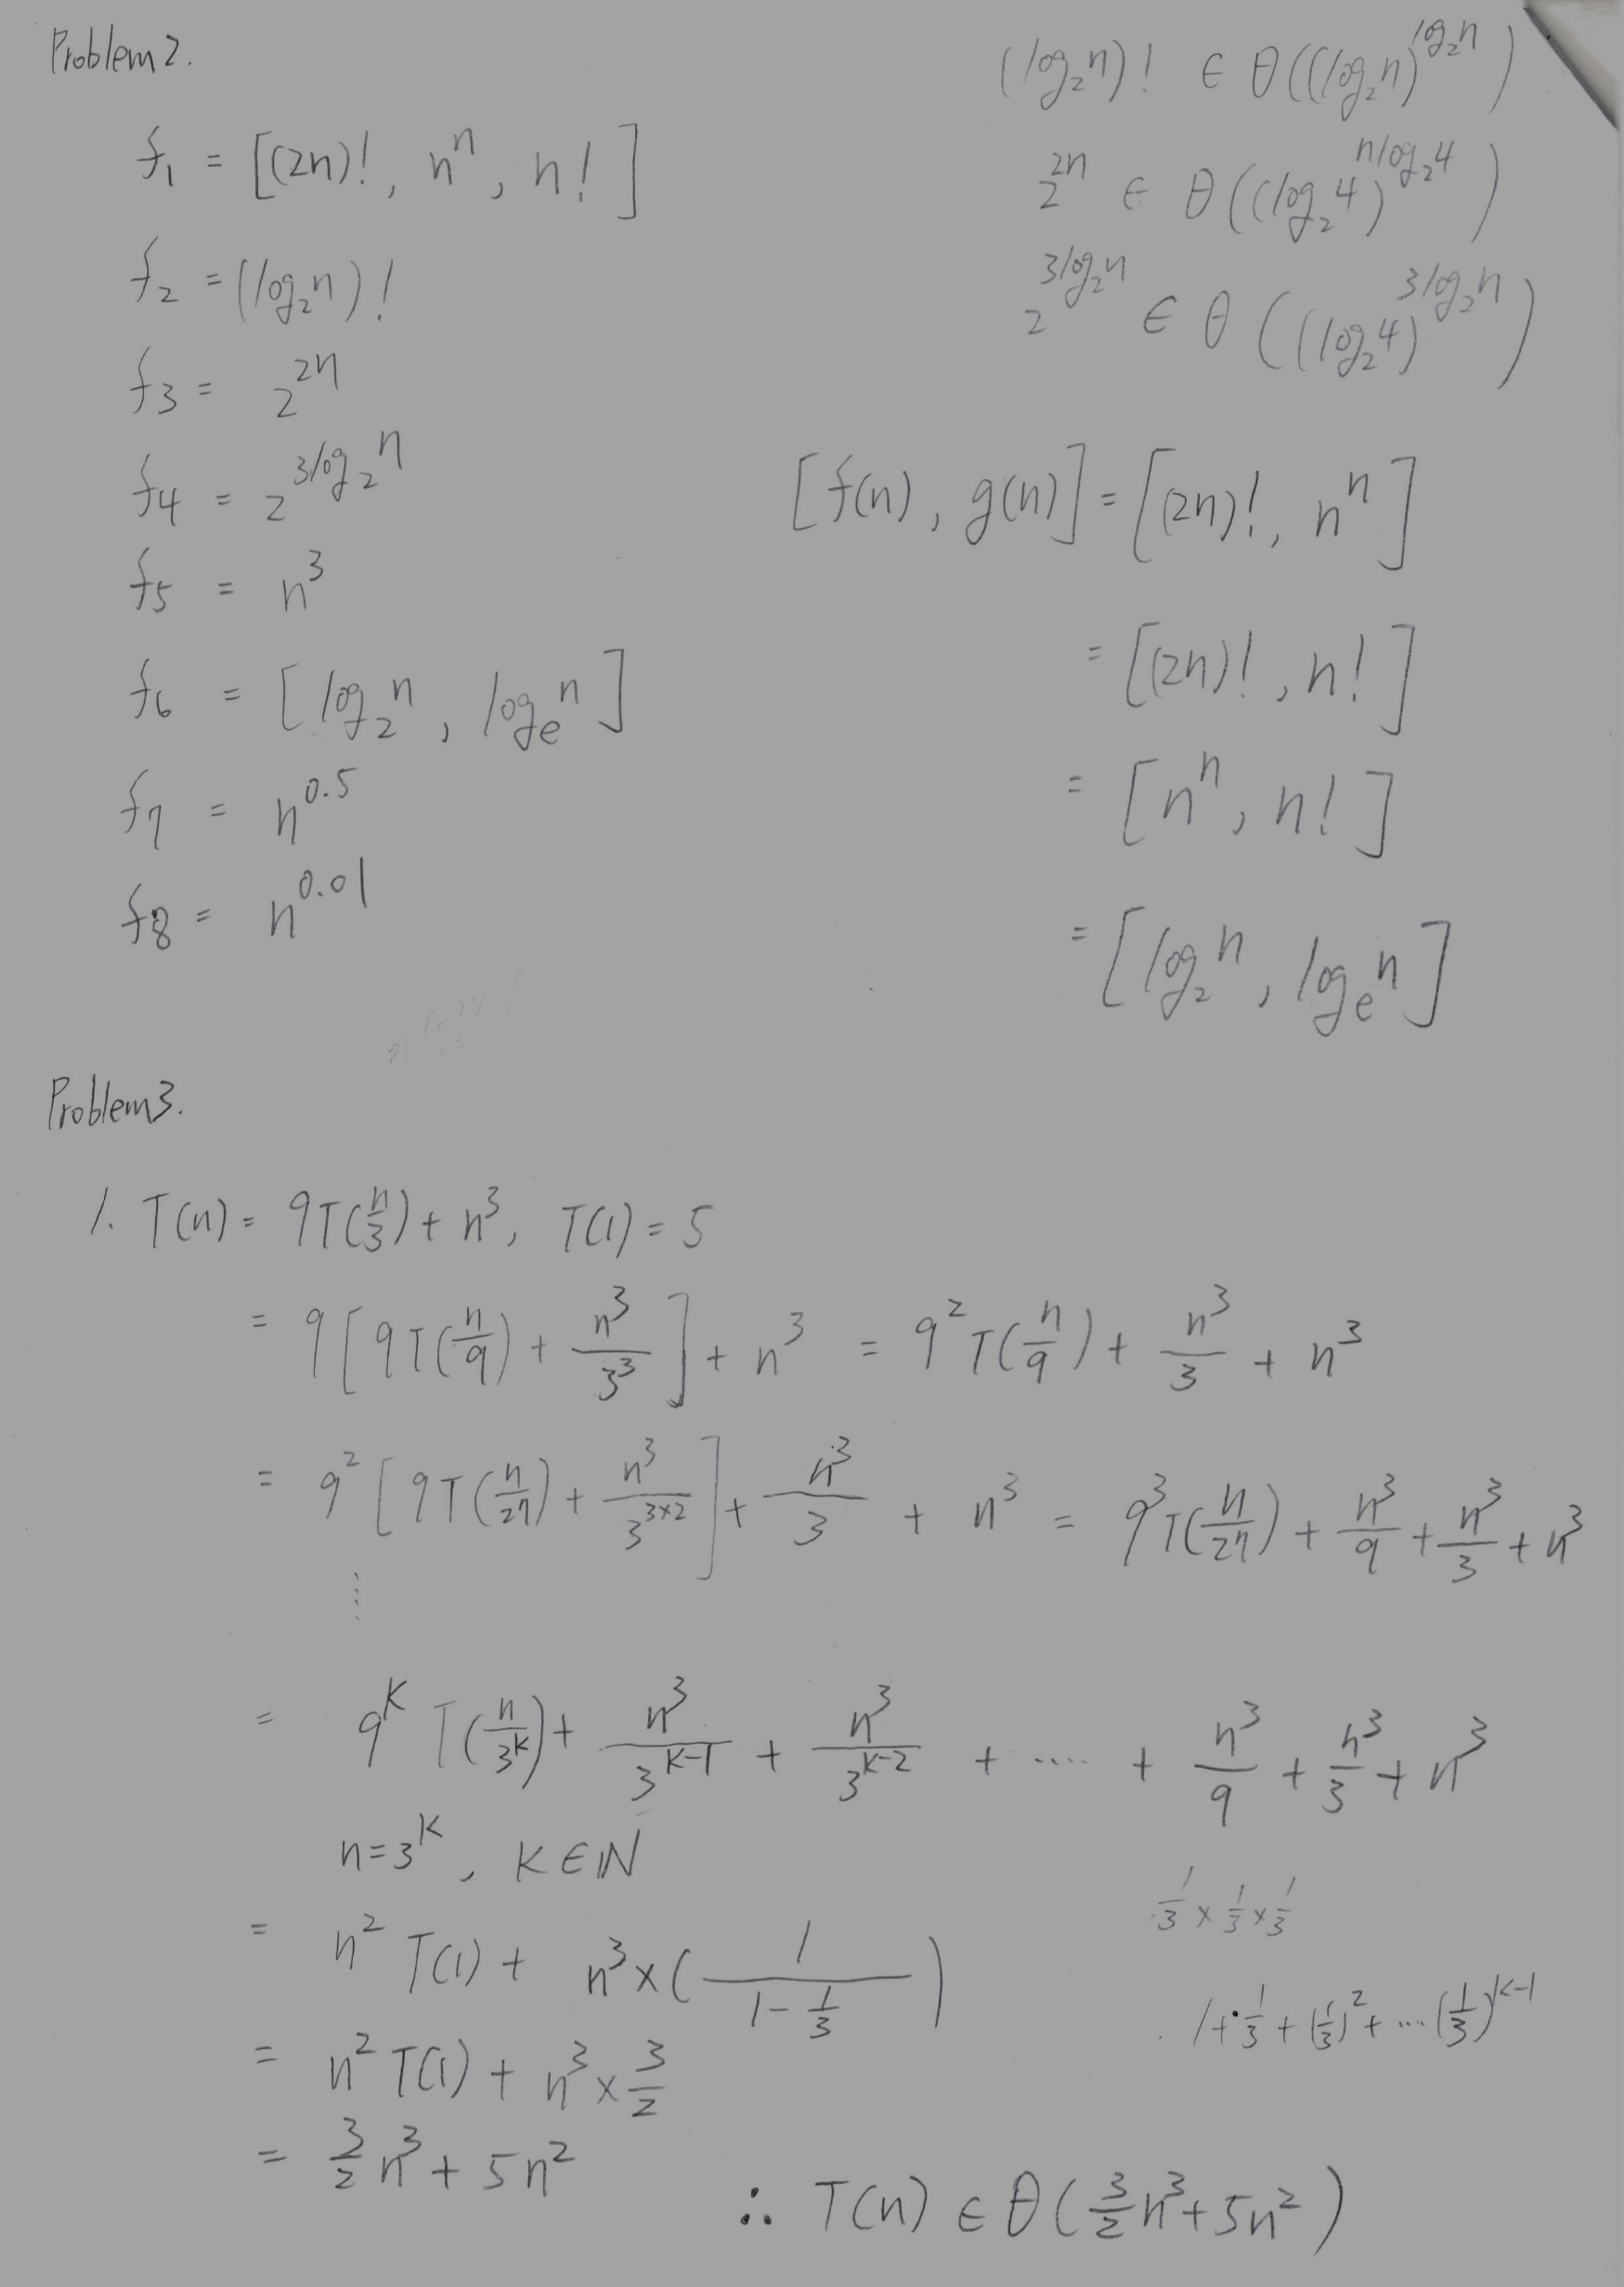 Problem 2.
f₁ = [(2n)!, nⁿ, n!]
f₂ = (log₂n)!
f₃ = 2^{2n}
f₄ = 2^{3log₂n}
f₅ = n³
f₆ = [log₂n, logₑn]
f₇ = n^{0.5}
f₈ = n^{0.01}
(log₂n)! ∈ θ((log₂n)^{log₂n})
2^{2n} ∈ θ((log₂4)^{nlog₂4})
2^{3log₂n} ∈ θ((log₂4)^{3log₂n})
[f(n), g(n)] = [(2n)!, nⁿ]
= [(2n)!, n!]
= [nⁿ, n!]
= [log₂n, logₑn]
Problem 3.
1. T(n) = 9T(n/3) + n³, T(1) = 5
= 9[9T(n/9) + n³/3³] + n³ = 9²T(n/9) + n³/3 + n³
= 9²[9T(n/27) + n³/3^{3×2}] + n³/3 + n³ = 9³T(n/27) + n³/9 + n³/3 + n³
⋮
= 9^K T(n/3^K) + n³/3^{K-1} + n³/3^{K-2} + ..... + n³/9 + n³/3 + n³
n = 3^K, K ∈ ℕ
1/3 × 1/3 × 1/3
= n² T(1) + n³ × (1/(1 - 1/3))
1 + 1/3 + (1/3)² + .... (1/3)^{K-1}
= n² T(1) + n³ × 3/2
= 3/2 n³ + 5n²
∴ T(n) ∈ θ(3/2 n³ + 5n²)